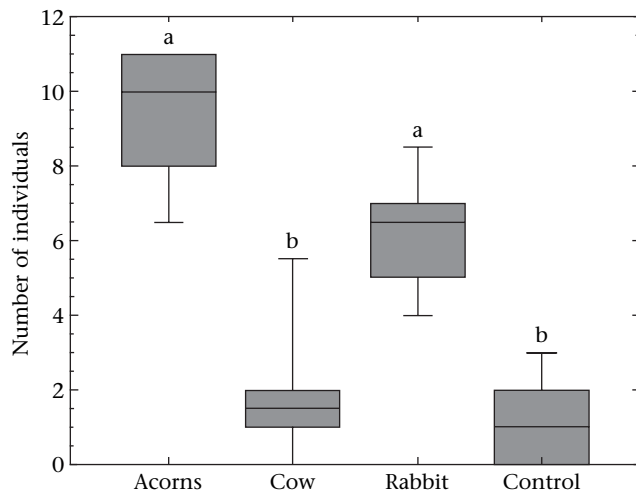 Number of individuals
12
10
8
6
4
2
0
a
b
a
b
Acorns Cow Rabbit Control